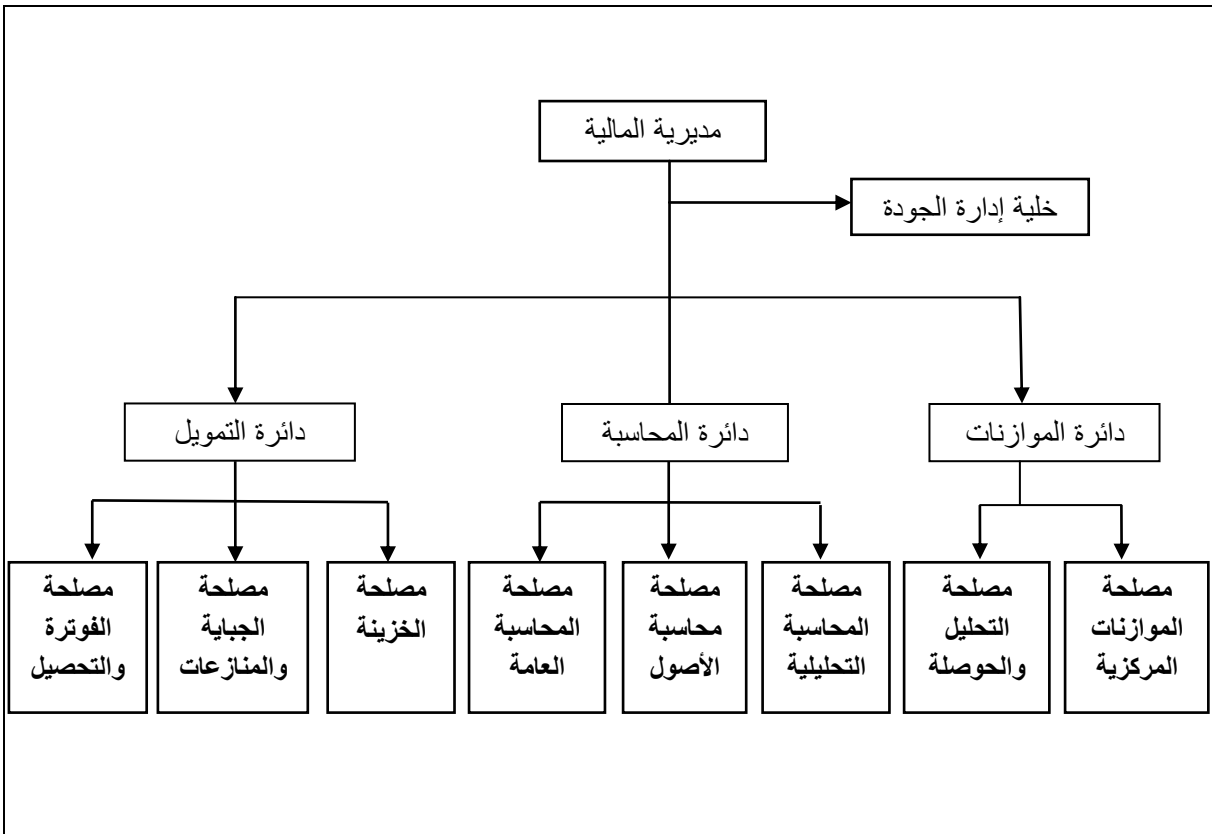 مديرية المالية
خلية إدارة الجودة
دائرة الموازنات
دائرة المحاسبة
دائرة التمويل
مصلحة
الموازنات
المركزية
مصلحة
التحليل
والحوصلة
مصلحة
المحاسبة
التحليلية
مصلحة
محاسبة
الأصول
مصلحة
المحاسبة
العامة
مصلحة
الخزينة
مصلحة
الجباية
والمنازعات
مصلحة
الفوترة
والتحصيل